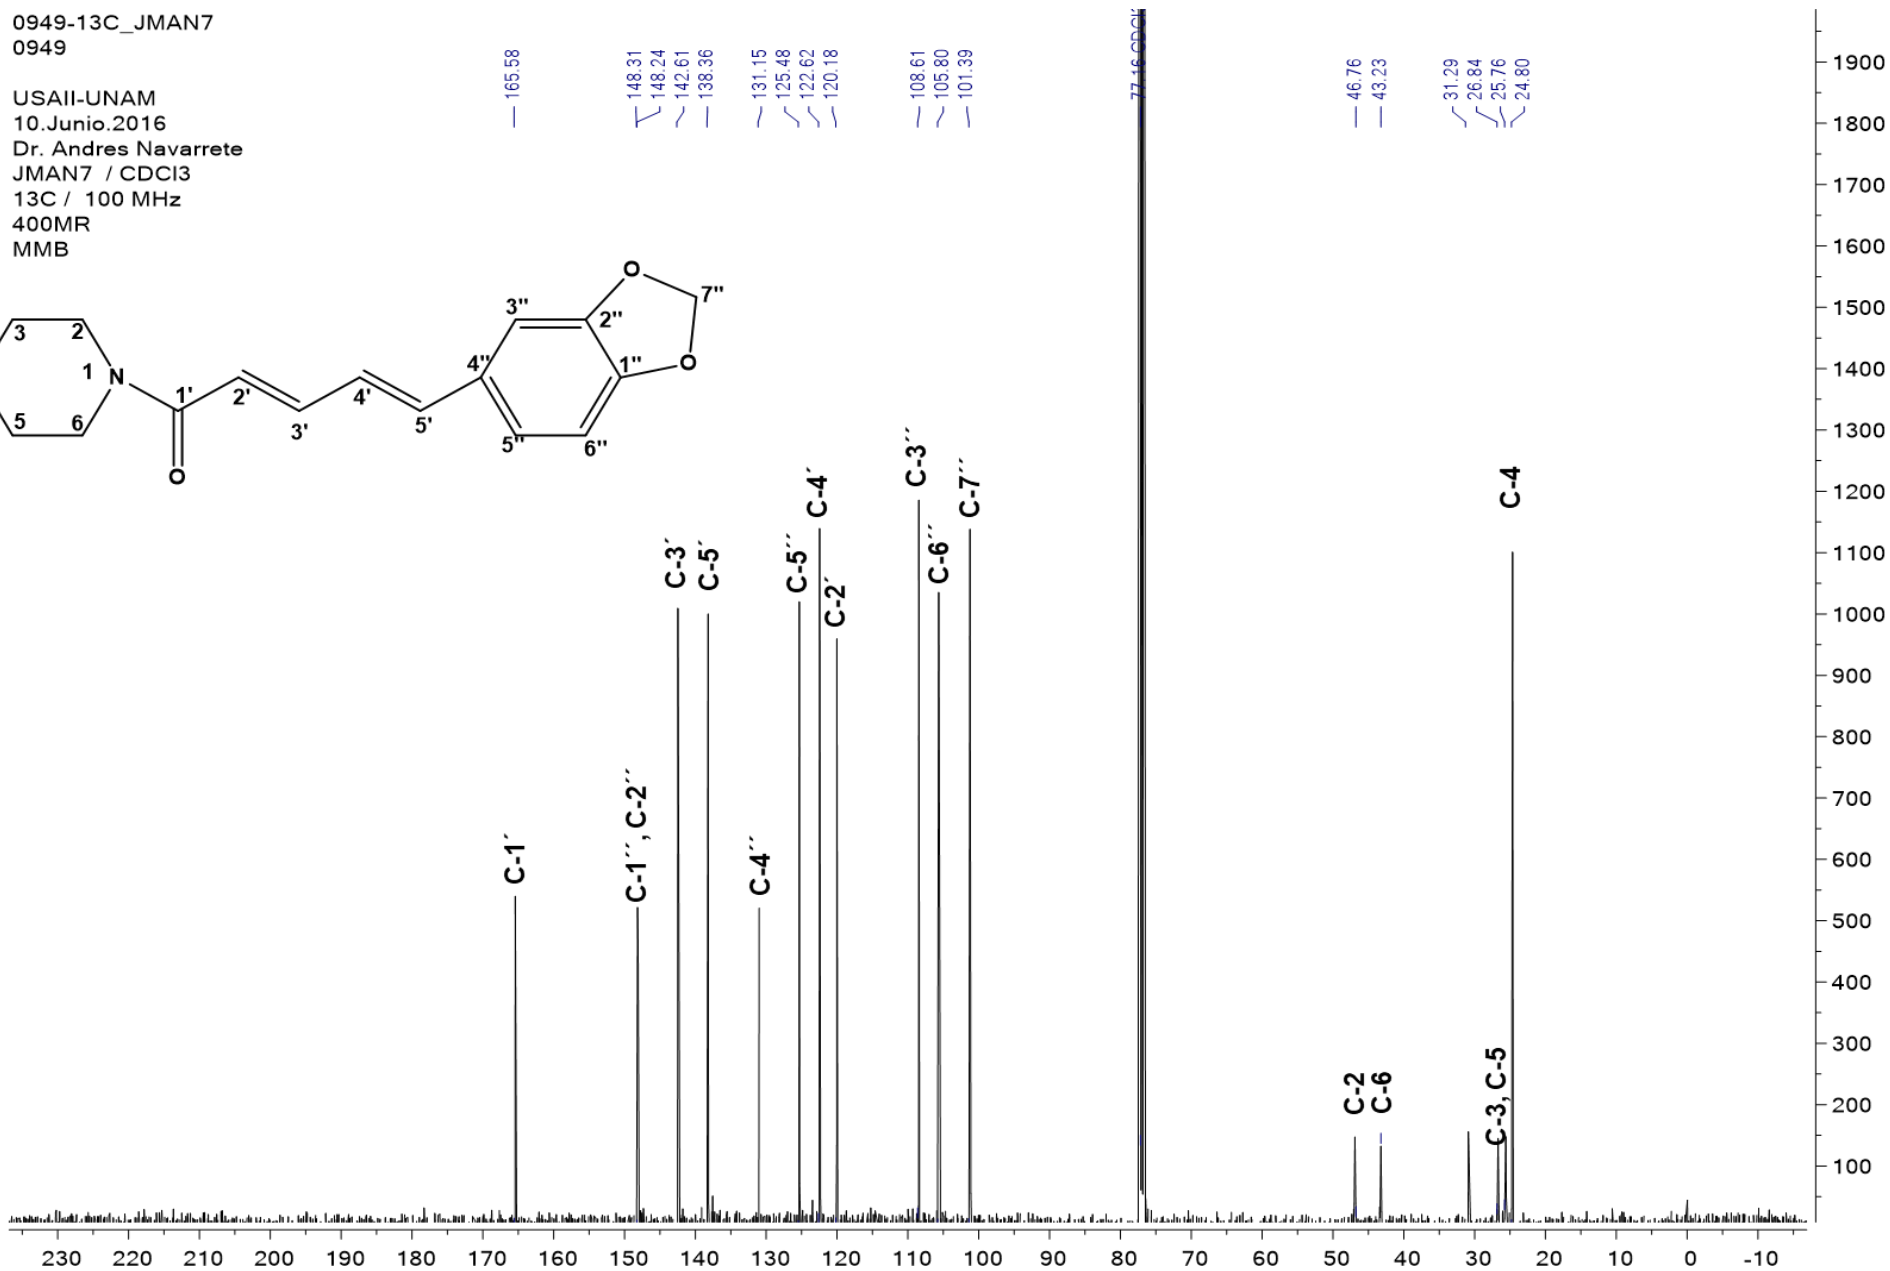 0949-13C_JMAN7
0949
USAII-UNAM
10.Junio.2016
Dr. Andres Navarrete
JMAN7 / CDCl3
13C / 100 MHz
400MR
MMB
165.58
148.31
148.24
142.61
138.36
131.15
125.48
122.62
120.18
108.61
105.80
101.39
77.16 CDCl3
46.76
43.23
31.29
26.84
25.76
24.80
O
7''
3''
2''
O
4''
1''
5''
6''
3
2
1
N
5
6
1'
2'
3'
4'
5'
O
C-1´
C-1´´, C-2´´
C-3´
C-5´
C-4´´
C-5´´
C-4´
C-2´
C-3´´
C-6´´
C-7´´
C-2
C-6
C-3, C-5
C-4
1900
1800
1700
1600
1500
1400
1300
1200
1100
1000
900
800
700
600
500
400
300
200
100
230 220 210 200 190 180 170 160 150 140 130 120 110 100 90 80 70 60 50 40 30 20 10 0 -10